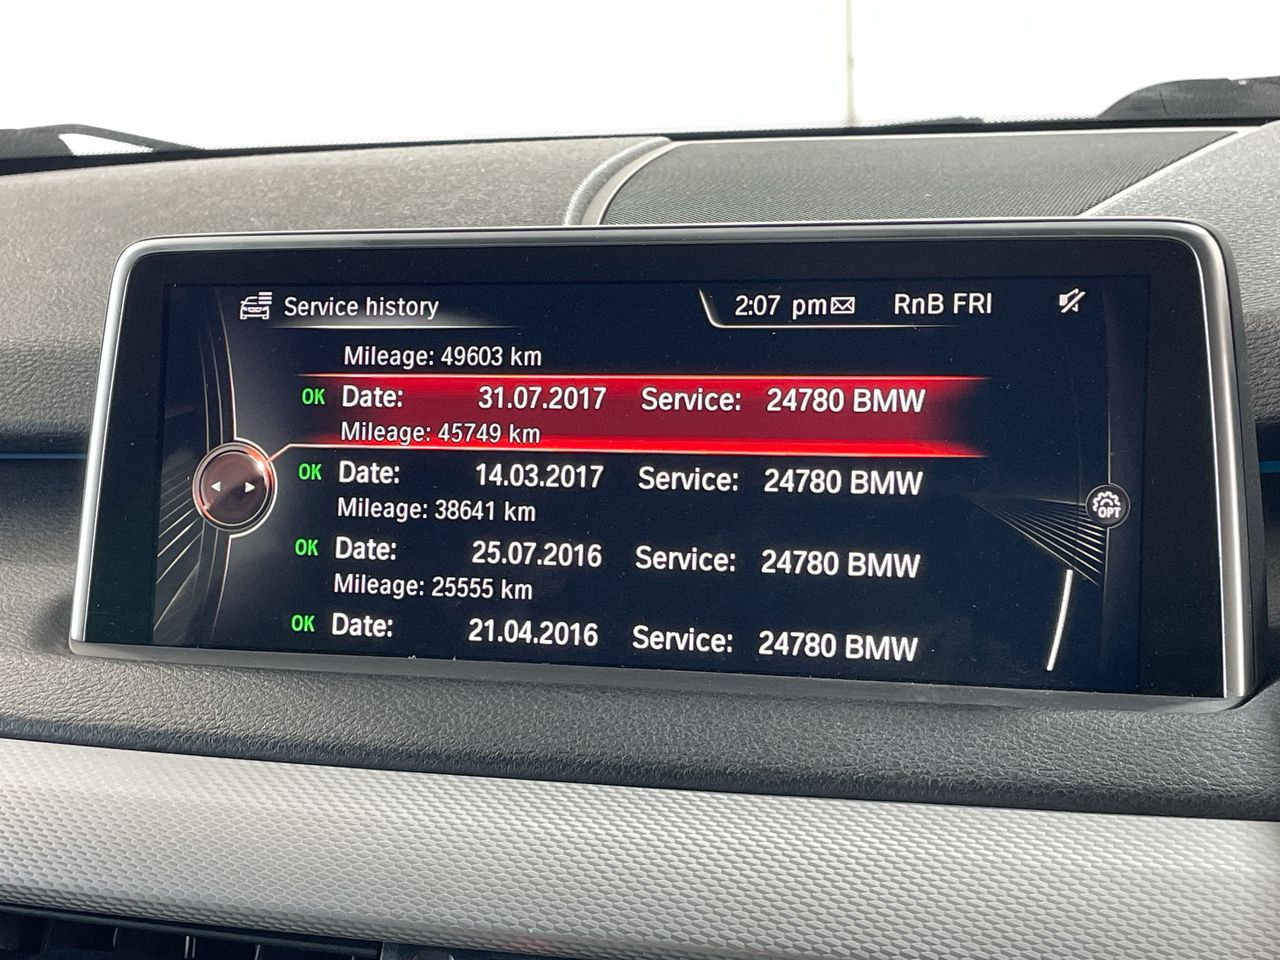 Service history 2:07 pm RnB FRI
Mileage: 49603 km
OK Date: 31.07.2017 Service: 24780 BMW
Mileage: 45749 km
OK Date: 14.03.2017 Service: 24780 BMW
Mileage: 38641 km
OK Date: 25.07.2016 Service: 24780 BMW
Mileage: 25555 km
OK Date: 21.04.2016 Service: 24780 BMW
OPT